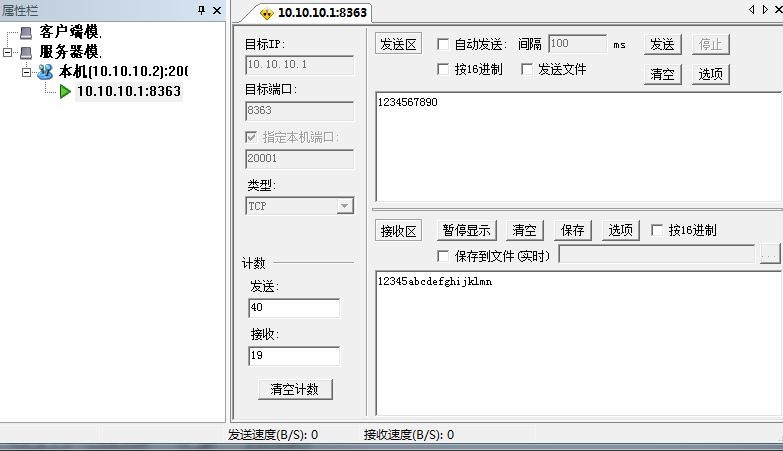 属性栏
客户端模.
服务器模.
本机(10.10.10.2):200
10.10.10.1:8363
10.10.10.1:8363
目标IP:
10.10.10.1
目标端口:
8363
指定本机端口:
20001
类型:
TCP
计数
发送:
40
接收:
19
清空计数
发送区
自动发送: 间隔 100 ms 发送 停止
按16进制 发送文件 清空 选项
1234567890
接收区 暂停显示 清空 保存 选项 按16进制
保存到文件(实时) ...
12345abcdefghijklmn
发送速度(B/S): 0 接收速度(B/S): 0